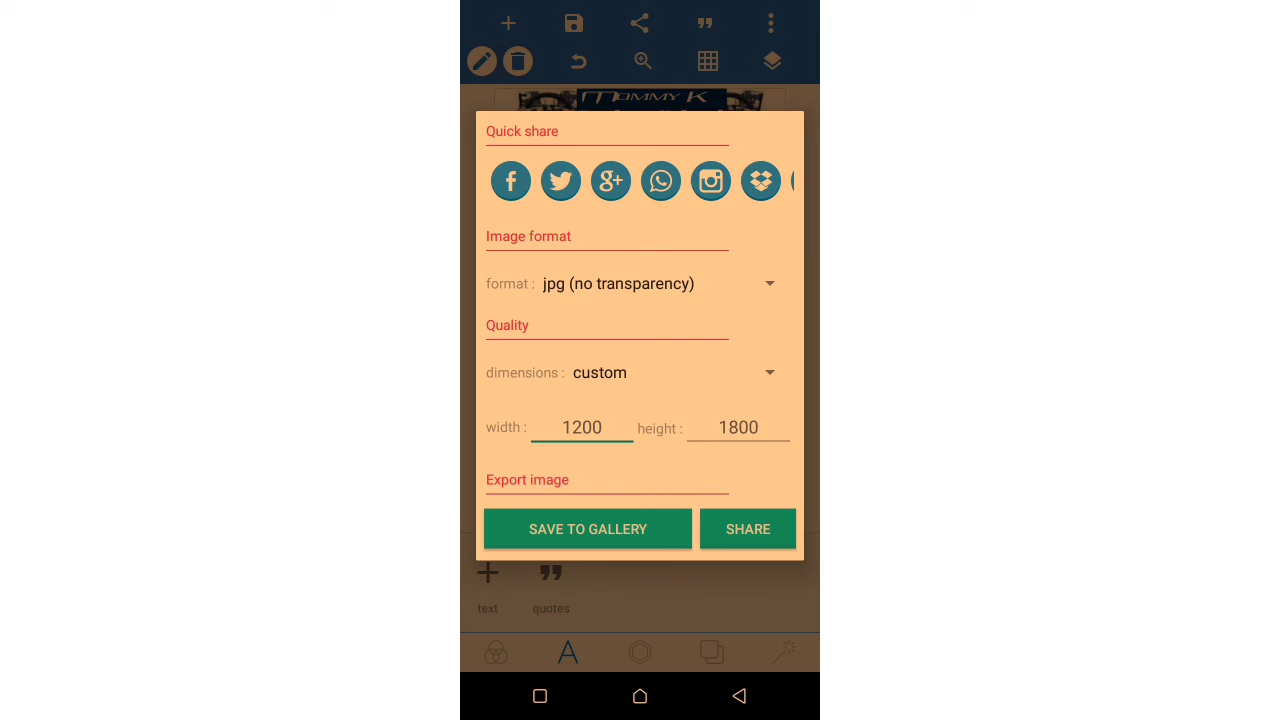 Tommy K
Quick share
Image format
format : jpg (no transparency)
Quality
dimensions : custom
width : 1200 height : 1800
Export image
SAVE TO GALLERY SHARE
text quotes